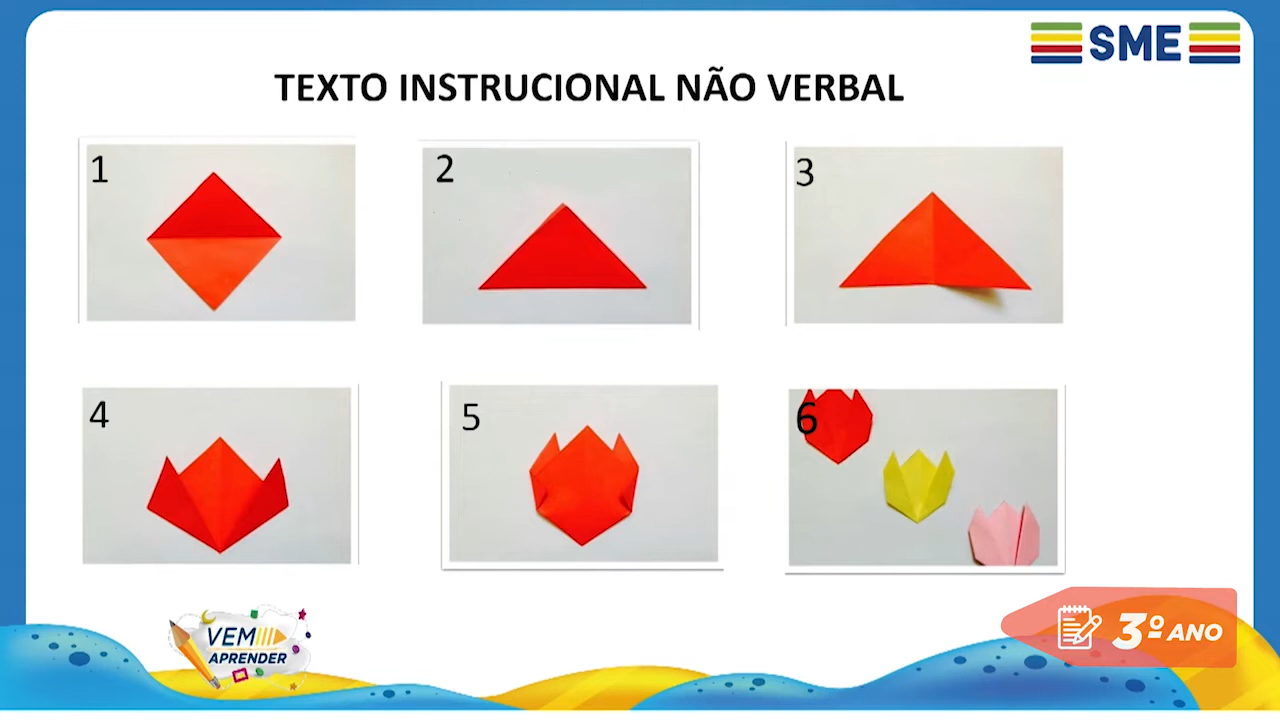 SME
TEXTO INSTRUCIONAL NÃO VERBAL
1
2
3
4
5
6
VEM
APRENDER
3º ANO